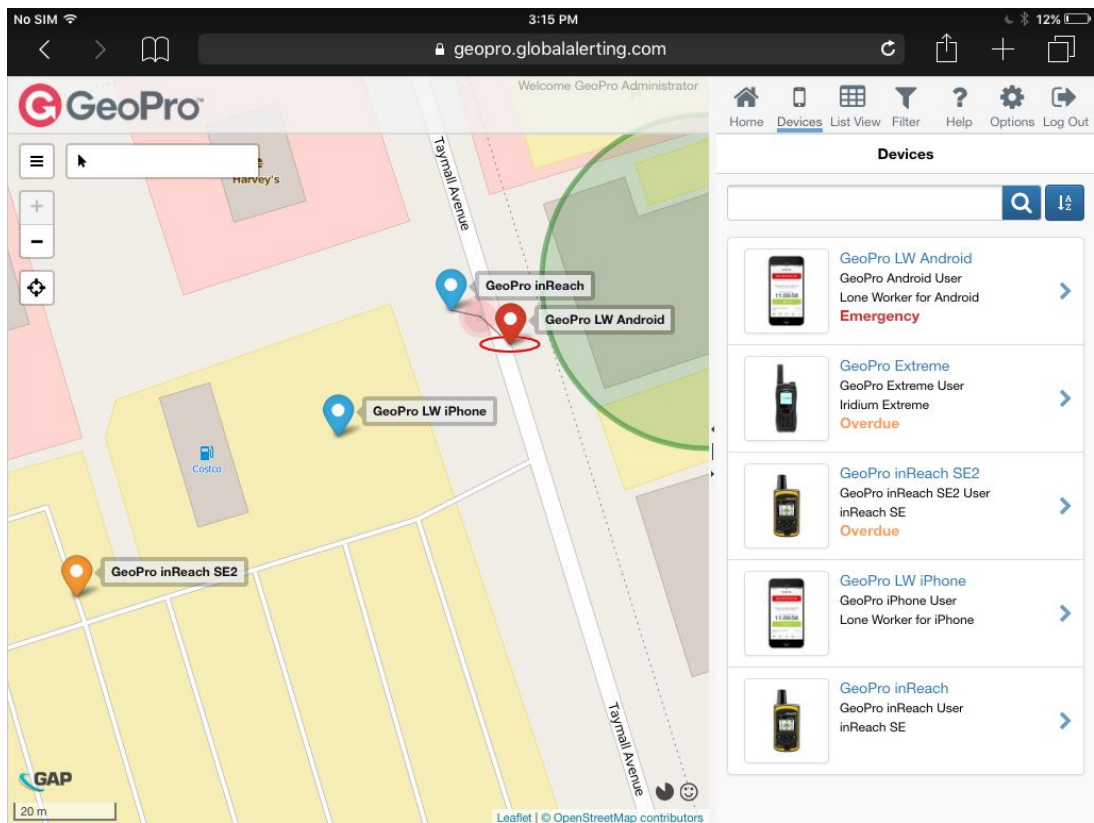 No SIM 3:15 PM 12%
geopro.globalalerting.com
GeoPro™
Welcome GeoPro Administrator
Home Devices List View Filter Help Options Log Out
Devices
Harvey's
Taymall Avenue
GeoPro inReach
GeoPro LW Android
GeoPro LW iPhone
Costco
GeoPro inReach SE2
Taymall Avenue
GAP
20 m
Leaflet | © OpenStreetMap contributors
GeoPro LW Android
GeoPro Android User
Lone Worker for Android
Emergency
GeoPro Extreme
GeoPro Extreme User
Iridium Extreme
Overdue
GeoPro inReach SE2
GeoPro inReach SE2 User
inReach SE
Overdue
GeoPro LW iPhone
GeoPro iPhone User
Lone Worker for iPhone
GeoPro inReach
GeoPro inReach User
inReach SE